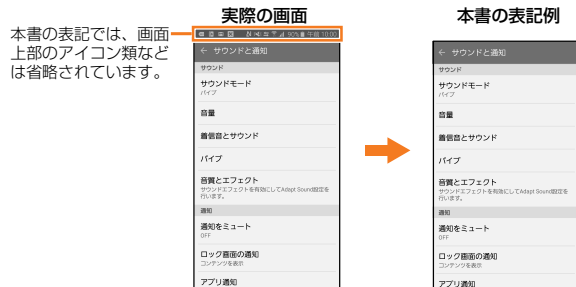 実際の画面
本書の表記例
本書の表記では、画面
上部のアイコン類など
は省略されています。
90% 午前 10:00
← サウンドと通知
サウンド
サウンドモード
バイブ
音量
着信音とサウンド
バイブ
音質とエフェクト
サウンドエフェクトを有効にしてAdapt Sound設定を
行います。
通知
通知をミュート
OFF
ロック画面の通知
コンテンツを表示
アプリ通知
← サウンドと通知
サウンド
サウンドモード
バイブ
音量
着信音とサウンド
バイブ
音質とエフェクト
サウンドエフェクトを有効にしてAdapt Sound設定を
行います。
通知
通知をミュート
OFF
ロック画面の通知
コンテンツを表示
アプリ通知